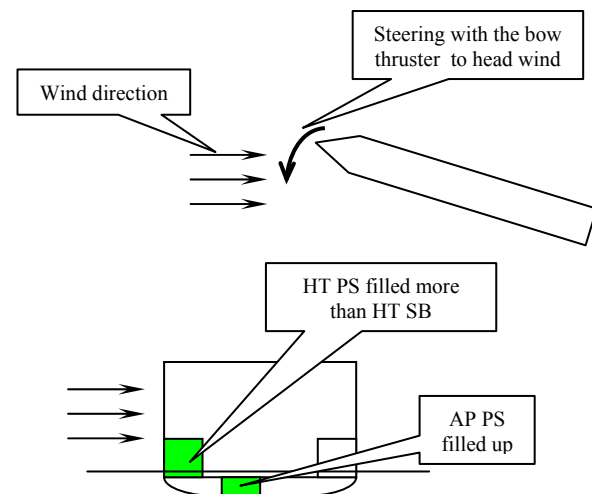 Steering with the bow
thruster to head wind
Wind direction
HT PS filled more
than HT SB
AP PS
filled up